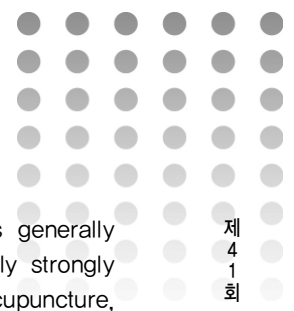 s generally
ly strongly
cupuncture,
제
4
1
회